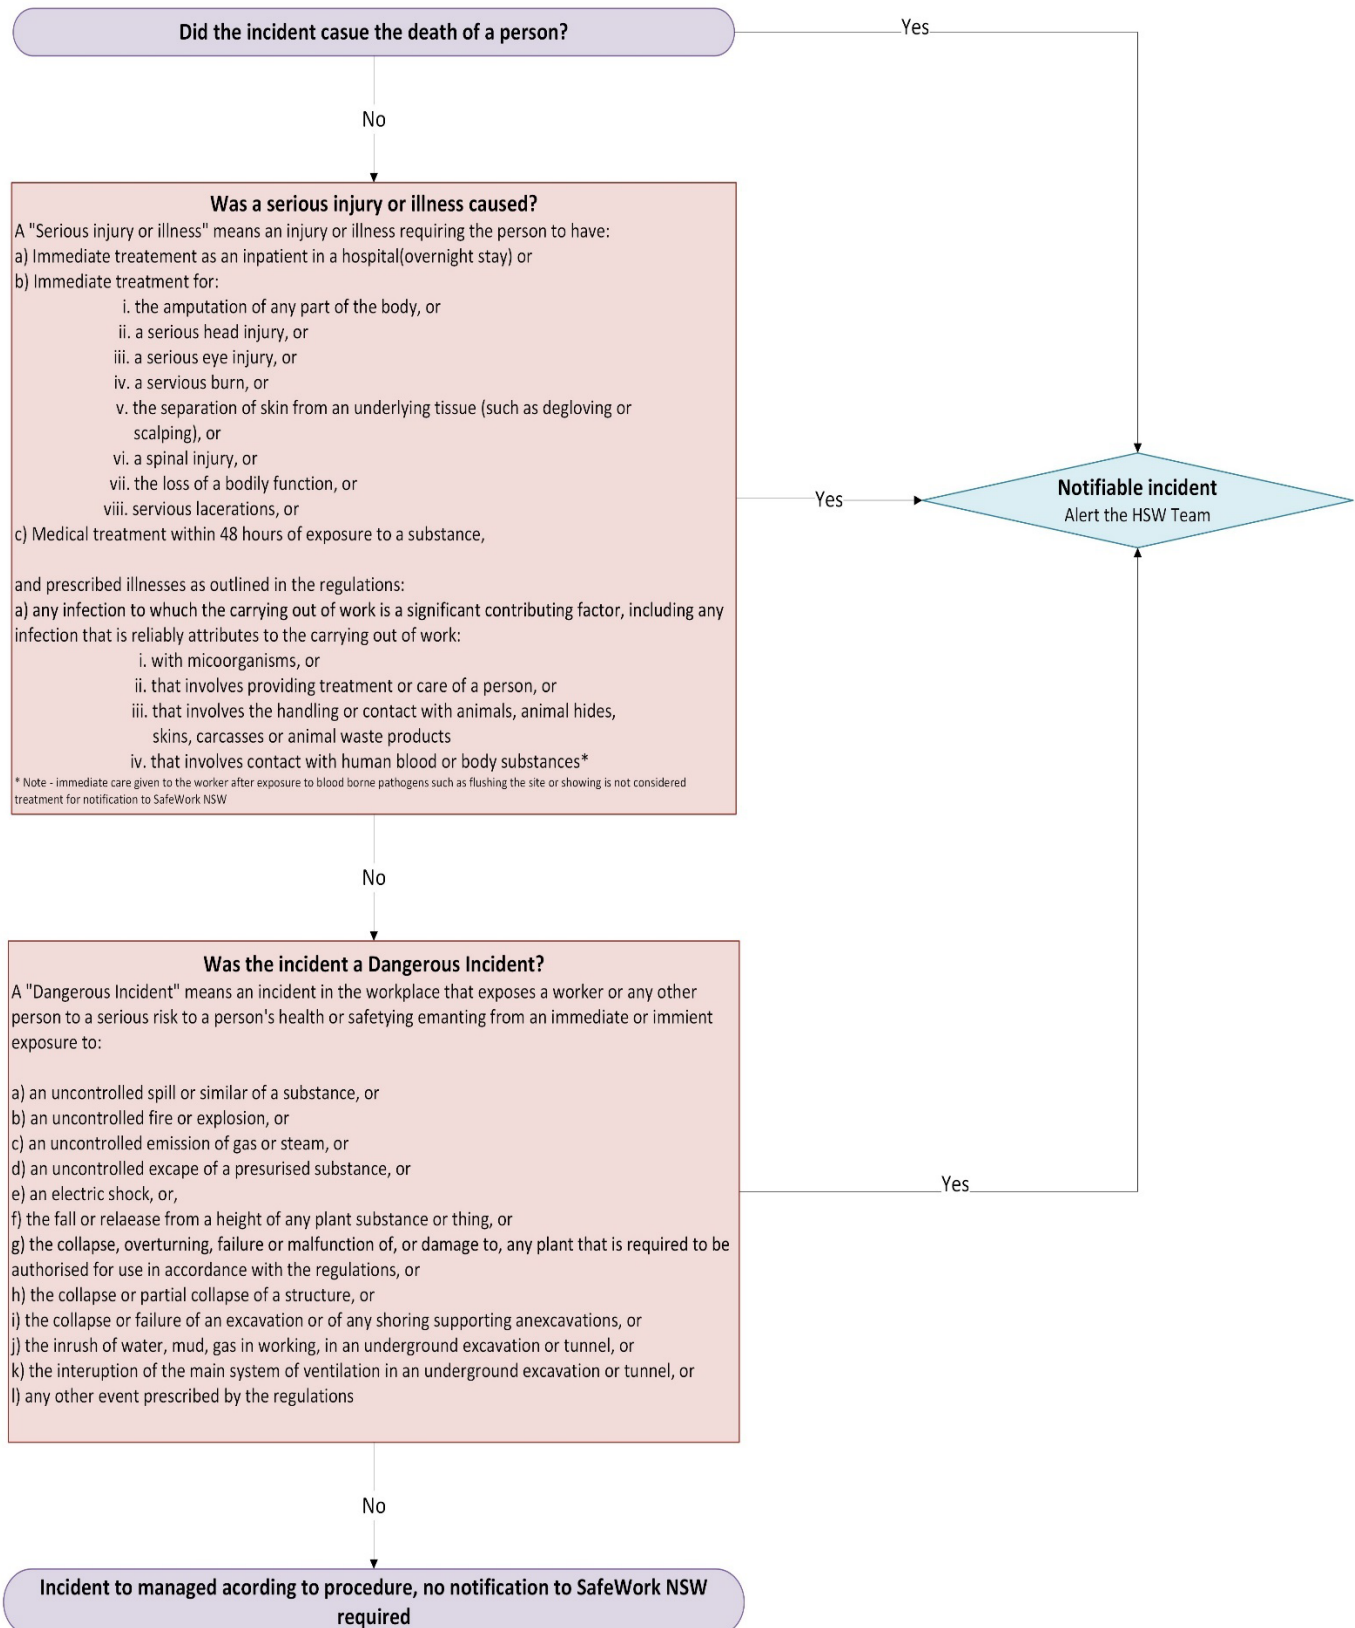 Did the incident casue the death of a person?
Yes
No
Was a serious injury or illness caused?
A "Serious injury or illness" means an injury or illness requiring the person to have:
a) Immediate treatement as an inpatient in a hospital(overnight stay) or
b) Immediate treatment for:
i. the amputation of any part of the body, or
ii. a serious head injury, or
iii. a serious eye injury, or
iv. a servious burn, or
v. the separation of skin from an underlying tissue (such as degloving or
scalping), or
vi. a spinal injury, or
vii. the loss of a bodily function, or
viii. servious lacerations, or
c) Medical treatment within 48 hours of exposure to a substance,
and prescribed illnesses as outlined in the regulations:
a) any infection to whuch the carrying out of work is a significant contributing factor, including any
infection that is reliably attributes to the carrying out of work:
i. with micoorganisms, or
ii. that involves providing treatment or care of a person, or
iii. that involves the handling or contact with animals, animal hides,
skins, carcasses or animal waste products
iv. that involves contact with human blood or body substances*
* Note - immediate care given to the worker after exposure to blood borne pathogens such as flushing the site or showing is not considered
treatment for notification to SafeWork NSW
Yes
Notifiable incident
Alert the HSW Team
No
Was the incident a Dangerous Incident?
A "Dangerous Incident" means an incident in the workplace that exposes a worker or any other
person to a serious risk to a person's health or safetying emanting from an immediate or immient
exposure to:
a) an uncontrolled spill or similar of a substance, or
b) an uncontrolled fire or explosion, or
c) an uncontrolled emission of gas or steam, or
d) an uncontrolled excape of a presurised substance, or
e) an electric shock, or,
f) the fall or relaease from a height of any plant substance or thing, or
g) the collapse, overturning, failure or malfunction of, or damage to, any plant that is required to be
authorised for use in accordance with the regulations, or
h) the collapse or partial collapse of a structure, or
i) the collapse or failure of an excavation or of any shoring supporting anexcavations, or
j) the inrush of water, mud, gas in working, in an underground excavation or tunnel, or
k) the interuption of the main system of ventilation in an underground excavation or tunnel, or
l) any other event prescribed by the regulations
Yes
No
Incident to managed acording to procedure, no notification to SafeWork NSW
required